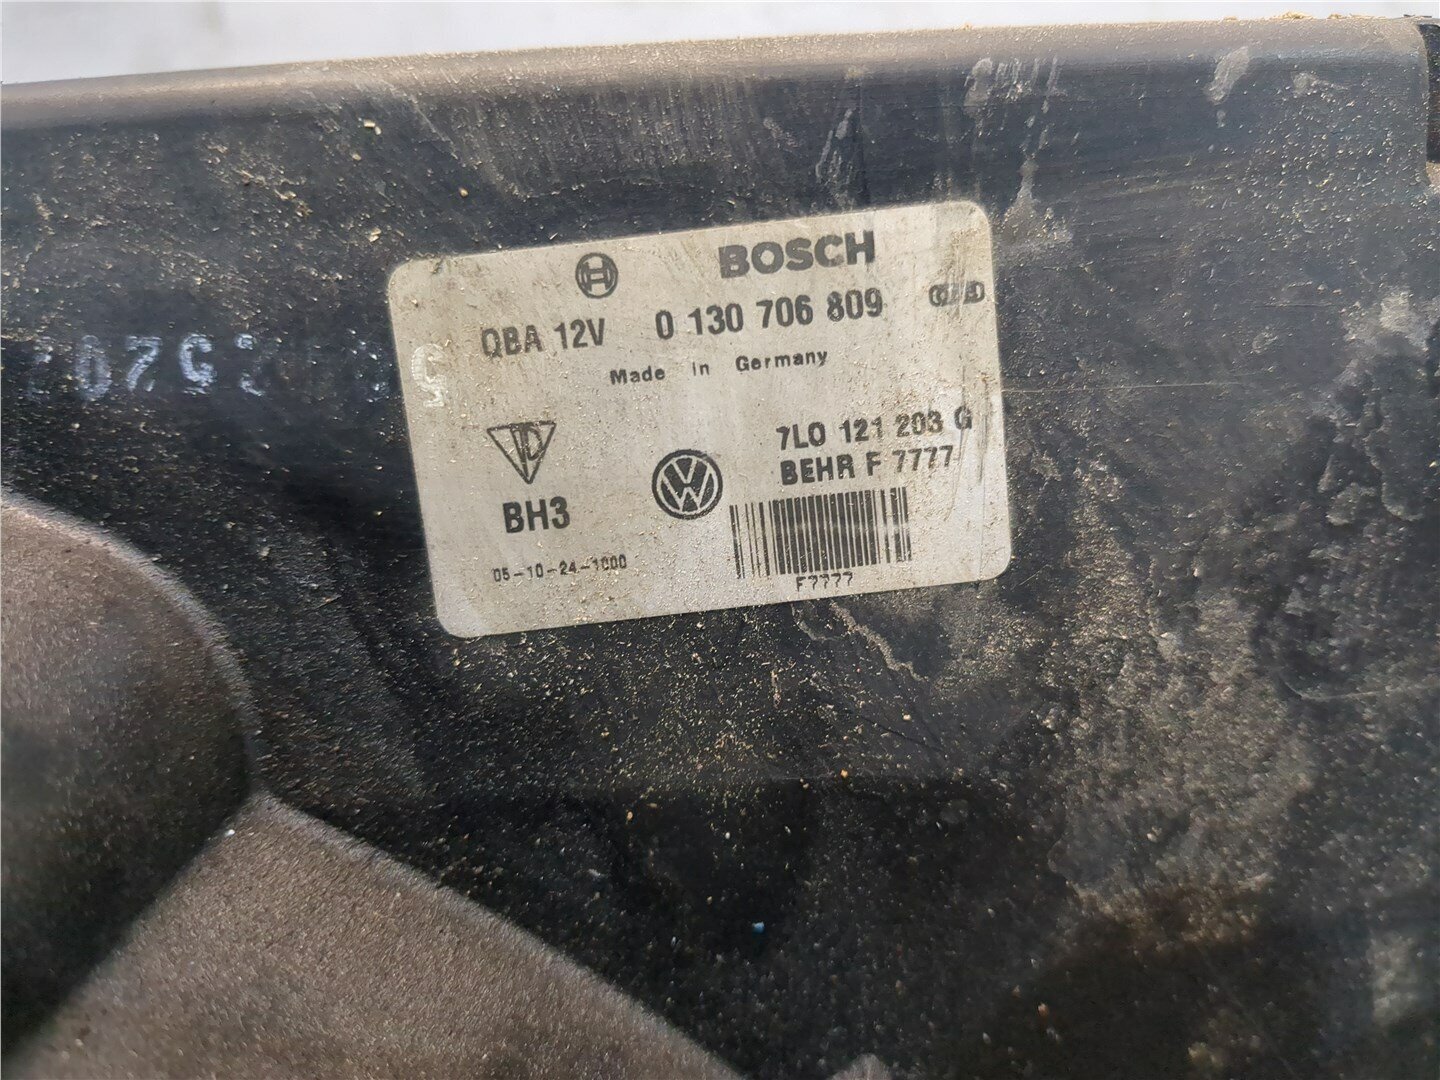 BOSCH
QBA 12V 0 130 706 809
Made in Germany
7L0 121 203 G
BEHR F 7777
BH3
05-10-24-1000
F7777